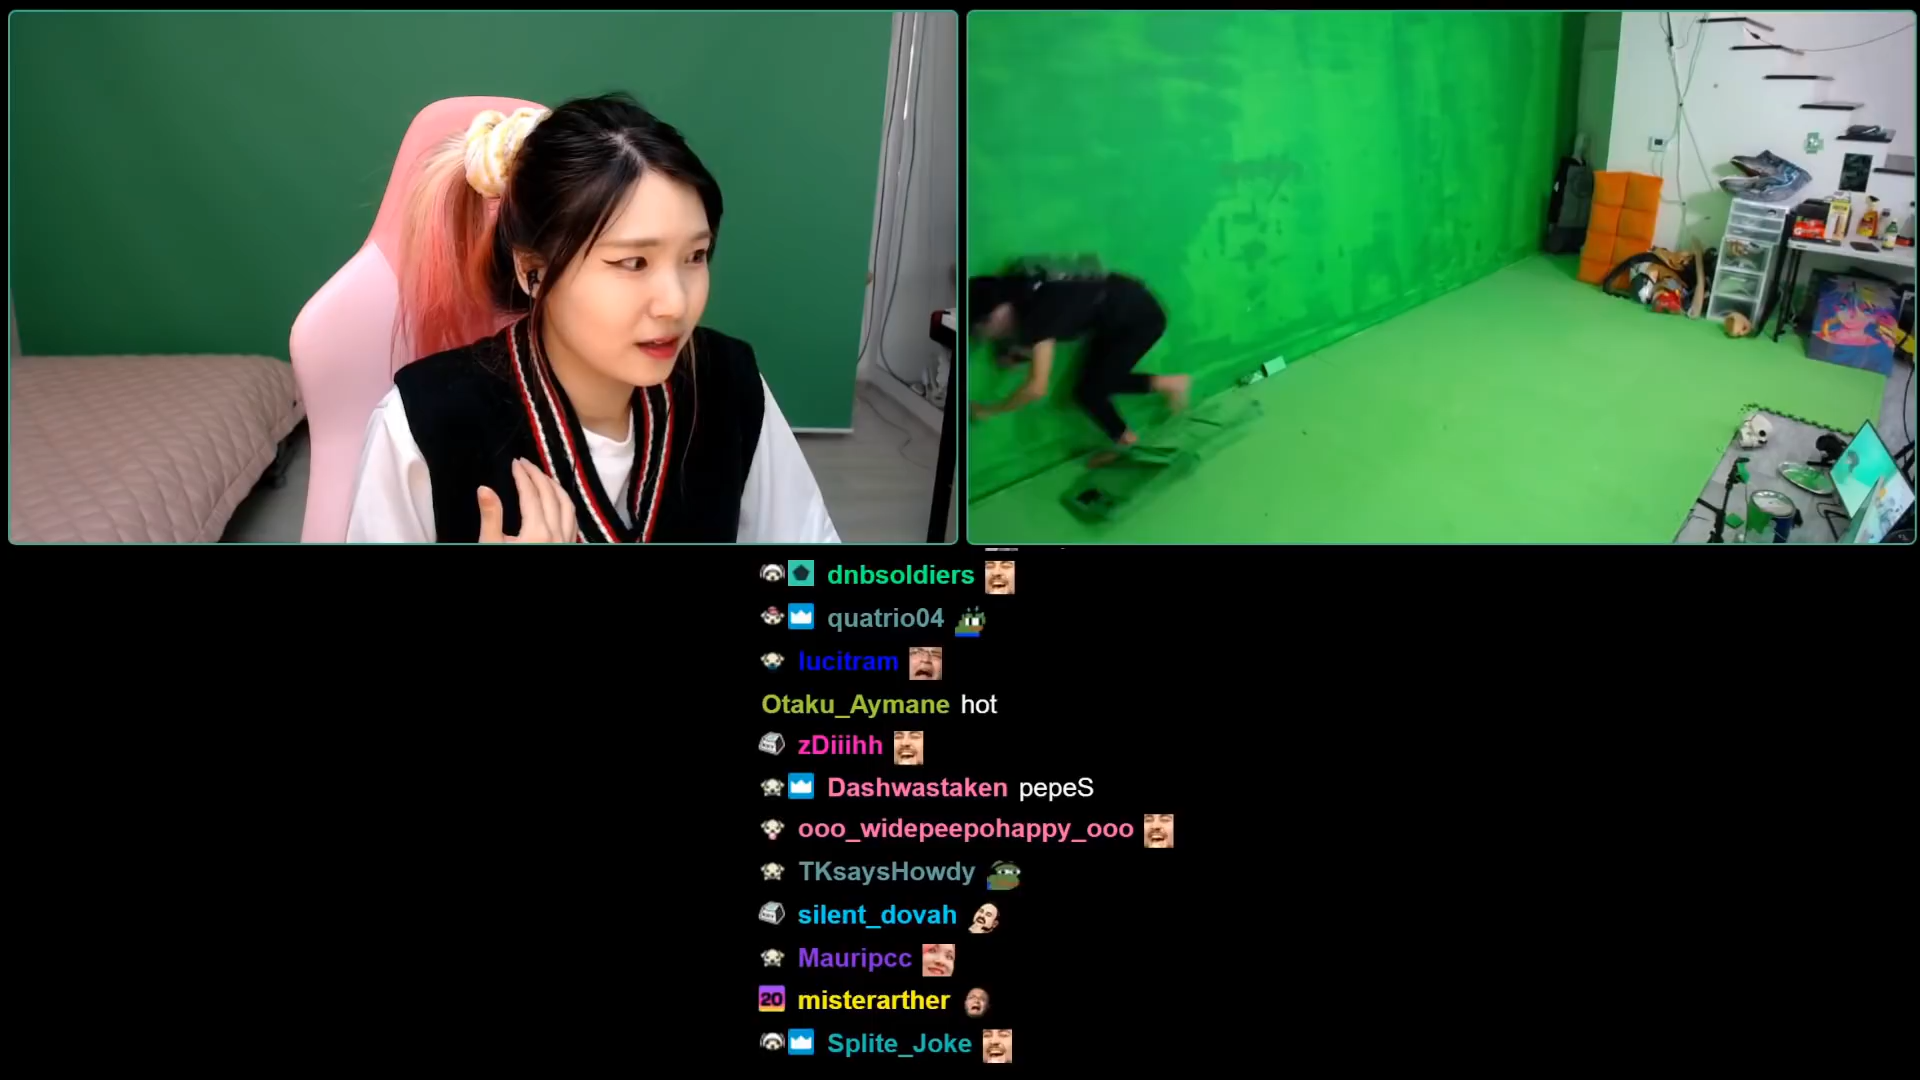 dnbsoldiers
quatrio04
lucitram
Otaku_Aymane hot
zDiiihh
Dashwastaken pepeS
ooo_widepeepohappy_ooo
TKsaysHowdy
silent_dovah
Mauripcc
20 misterarther
Splite_Joke